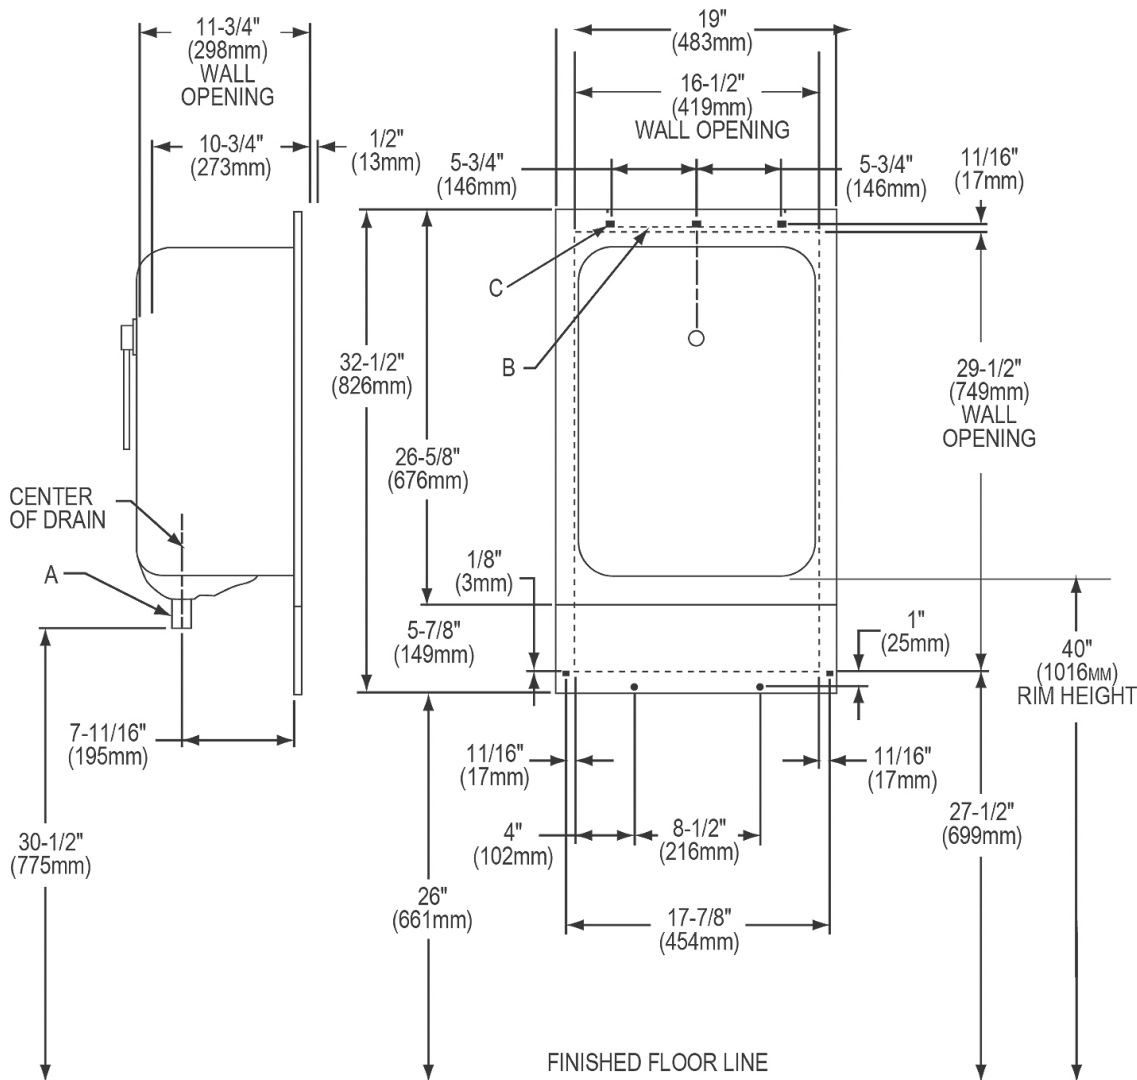 11-3/4"
(298mm)
WALL
OPENING
19"
(483mm)
16-1/2"
(419mm)
WALL OPENING
10-3/4"
(273mm)
1/2"
(13mm)
5-3/4"
(146mm)
5-3/4"
(146mm)
11/16"
(17mm)
C
B
32-1/2"
(826mm)
29-1/2"
(749mm)
WALL
OPENING
26-5/8"
(676mm)
CENTER
OF DRAIN
A
1/8"
(3mm)
5-7/8"
(149mm)
1"
(25mm)
40"
(1016MM)
RIM HEIGHT
7-11/16"
(195mm)
11/16"
(17mm)
11/16"
(17mm)
30-1/2"
(775mm)
4"
(102mm)
8-1/2"
(216mm)
27-1/2"
(699mm)
26"
(661mm)
17-7/8"
(454mm)
FINISHED FLOOR LINE